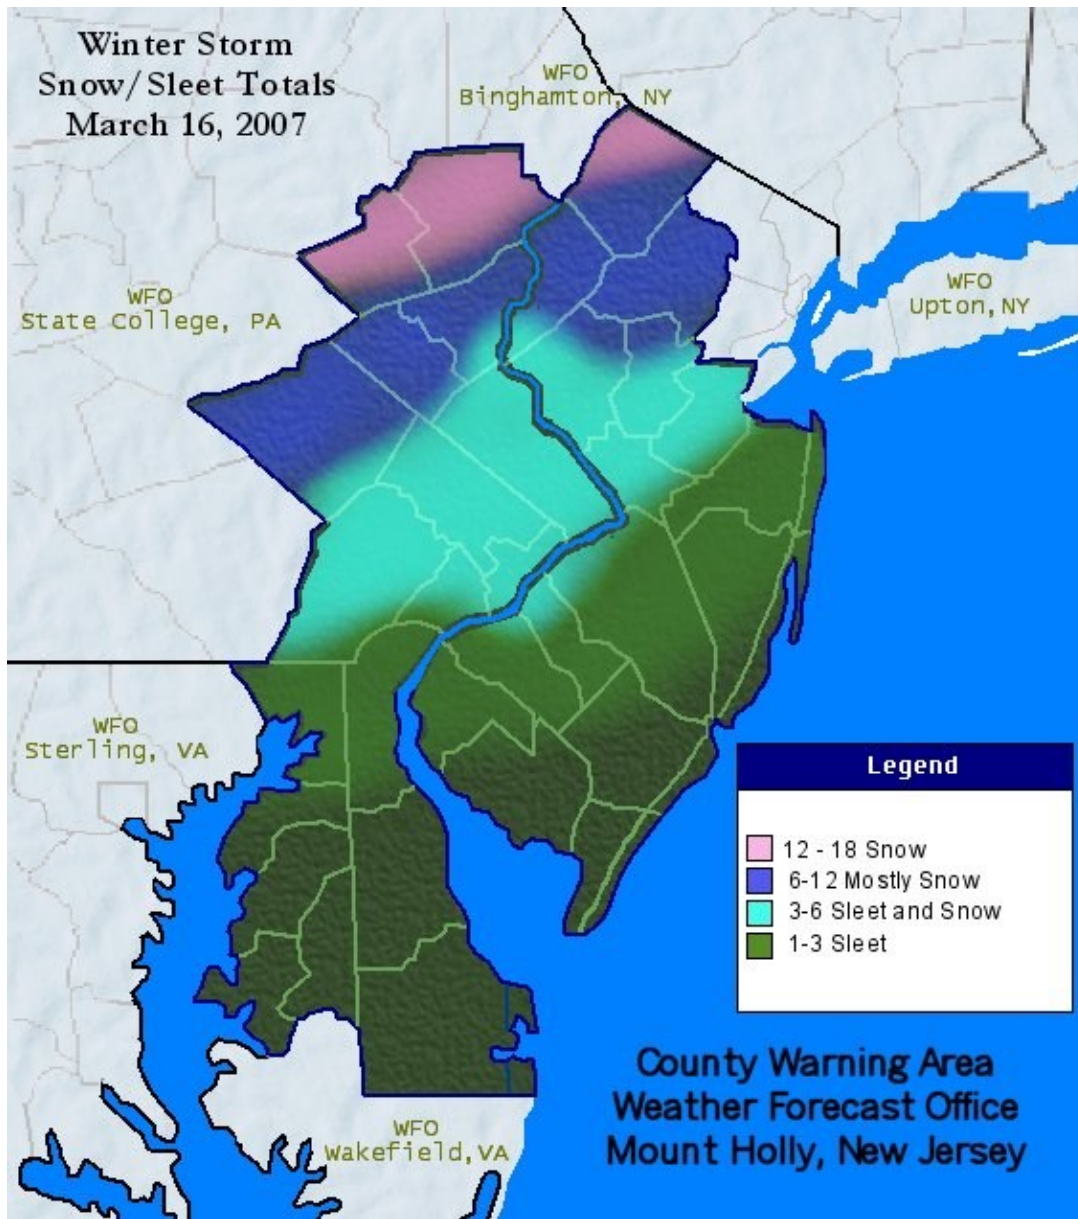 Winter Storm
Snow/Sleet Totals
March 16, 2007
WFO
Binghamton, NY
WFO
State College, PA
WFO
Upton,NY
WFO
Sterling, VA
Legend
12 - 18 Snow
6-12 Mostly Snow
3-6 Sleet and Snow
1-3 Sleet
County Warning Area
Weather Forecast Office
Mount Holly, New Jersey
WFO
Wakefield,VA